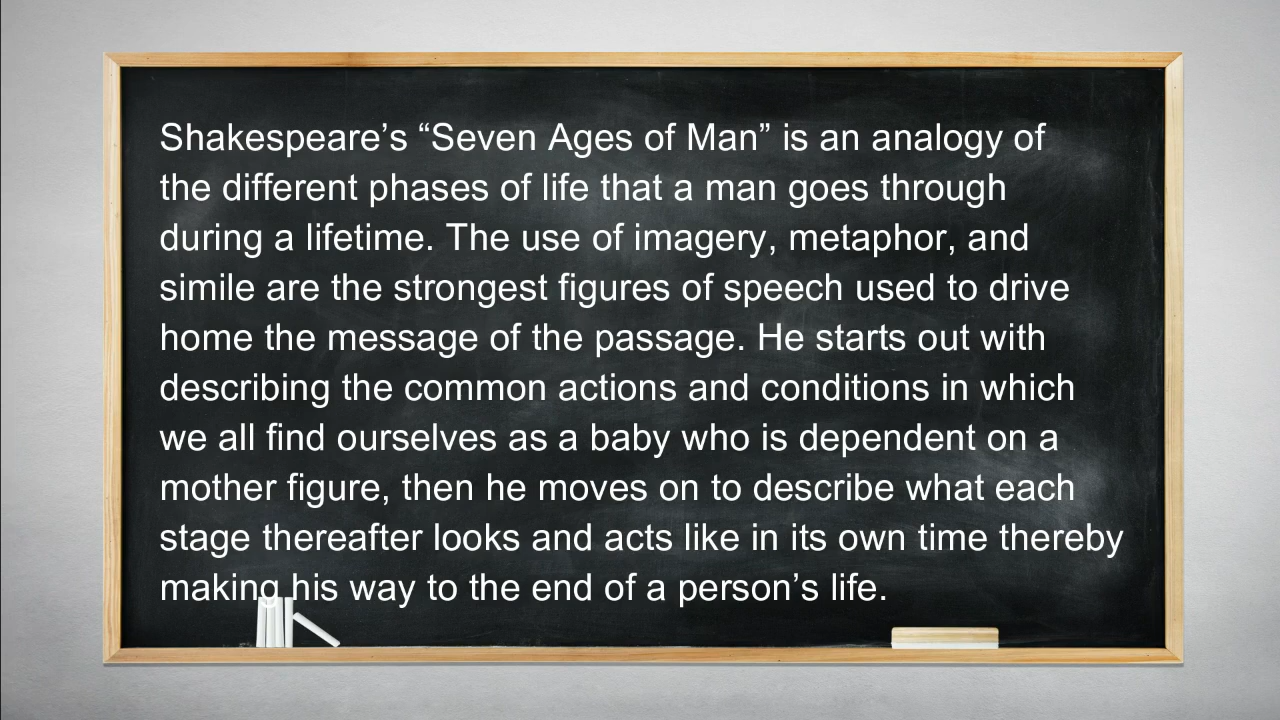 Shakespeare’s “Seven Ages of Man” is an analogy of
the different phases of life that a man goes through
during a lifetime. The use of imagery, metaphor, and
simile are the strongest figures of speech used to drive
home the message of the passage. He starts out with
describing the common actions and conditions in which
we all find ourselves as a baby who is dependent on a
mother figure, then he moves on to describe what each
stage thereafter looks and acts like in its own time thereby
making his way to the end of a person’s life.